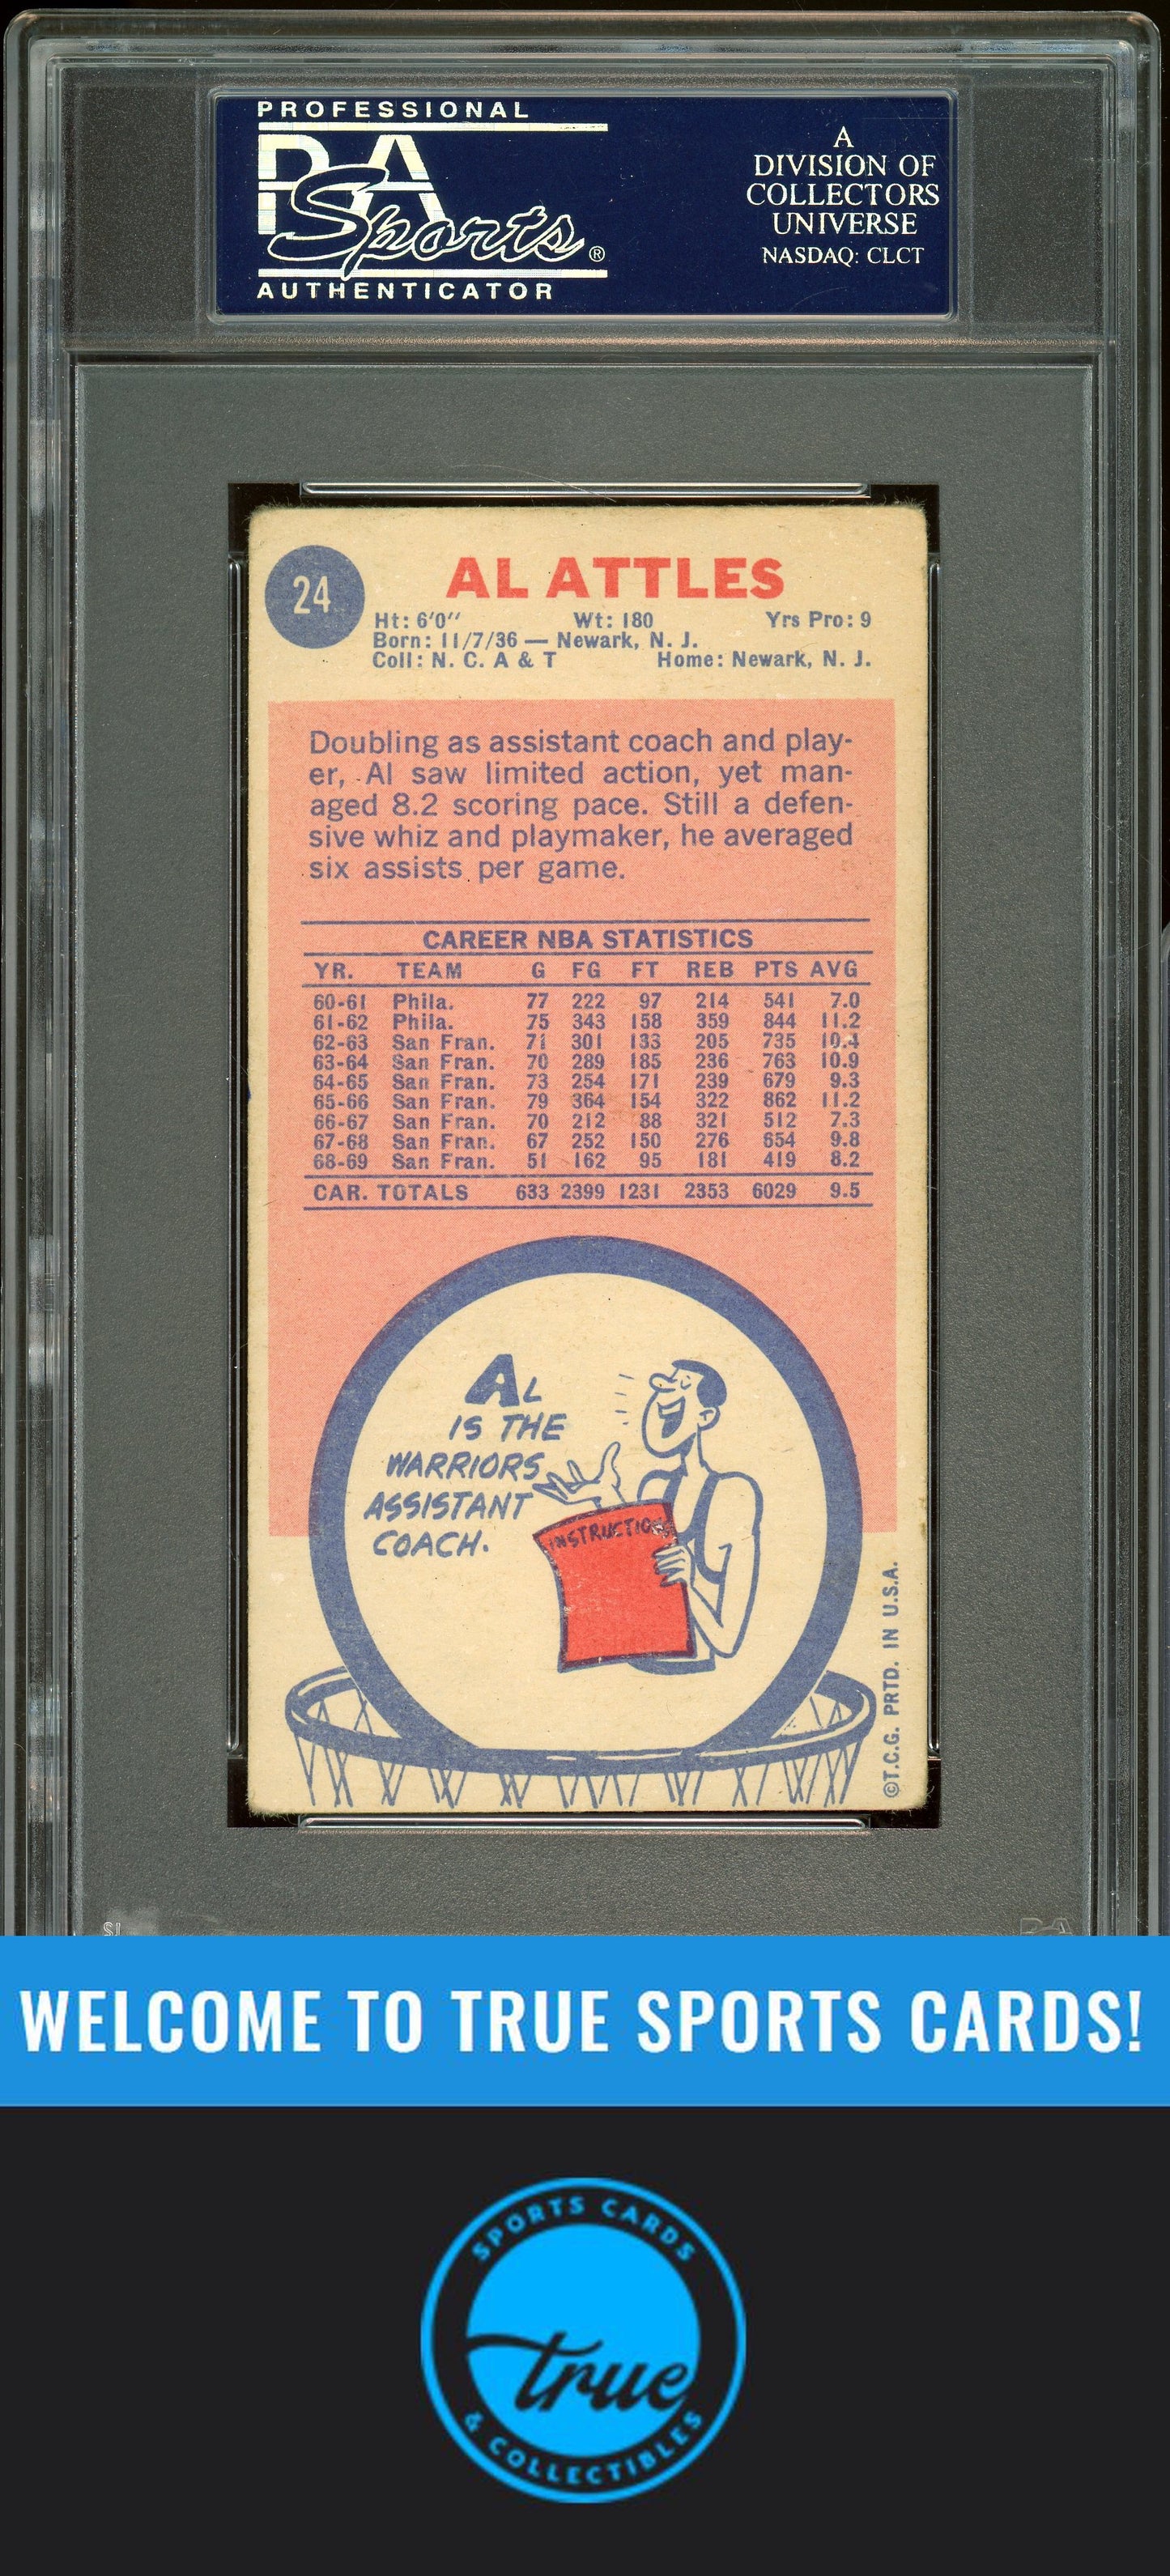 PROFESSIONAL
PSA
Sports®
AUTHENTICATOR
A
DIVISION OF
COLLECTORS
UNIVERSE
NASDAQ: CLCT
24
AL ATTLES
Ht: 6'0" Wt: 180 Yrs Pro: 9
Born: 11/7/36 — Newark, N. J.
Coll: N. C. A & T Home: Newark, N. J.
Doubling as assistant coach and play-
er, Al saw limited action, yet man-
aged 8.2 scoring pace. Still a defen-
sive whiz and playmaker, he averaged
six assists per game.
CAREER NBA STATISTICS
YR. TEAM G FG FT REB PTS AVG
60-61 Phila. 77 222 97 214 541 7.0
61-62 Phila. 75 343 158 359 844 11.2
62-63 San Fran. 71 301 133 205 735 10.4
63-64 San Fran. 70 289 185 236 763 10.9
64-65 San Fran. 73 254 171 239 679 9.3
65-66 San Fran. 79 364 154 322 862 11.2
66-67 San Fran. 70 212 88 321 512 7.3
67-68 San Fran. 67 252 150 276 654 9.8
68-69 San Fran. 51 162 95 181 419 8.2
CAR. TOTALS 633 2399 1231 2353 6029 9.5
AL
IS THE
WARRIORS
ASSISTANT
COACH.
INSTRUCTIONS
©T.C.G. PRTD. IN U.S.A.
WELCOME TO TRUE SPORTS CARDS!
SPORTS CARDS
true
& COLLECTIBLES